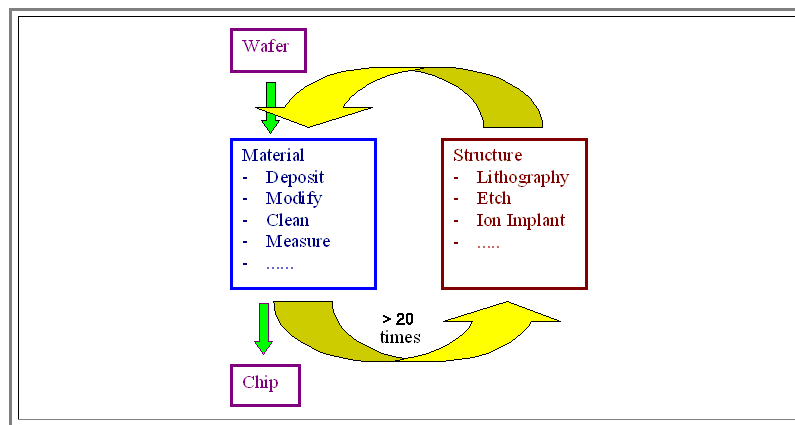 Wafer
Material
- Deposit
- Modify
- Clean
- Measure
- ......
Structure
- Lithography
- Etch
- Ion Implant
- .....
> 20
times
Chip